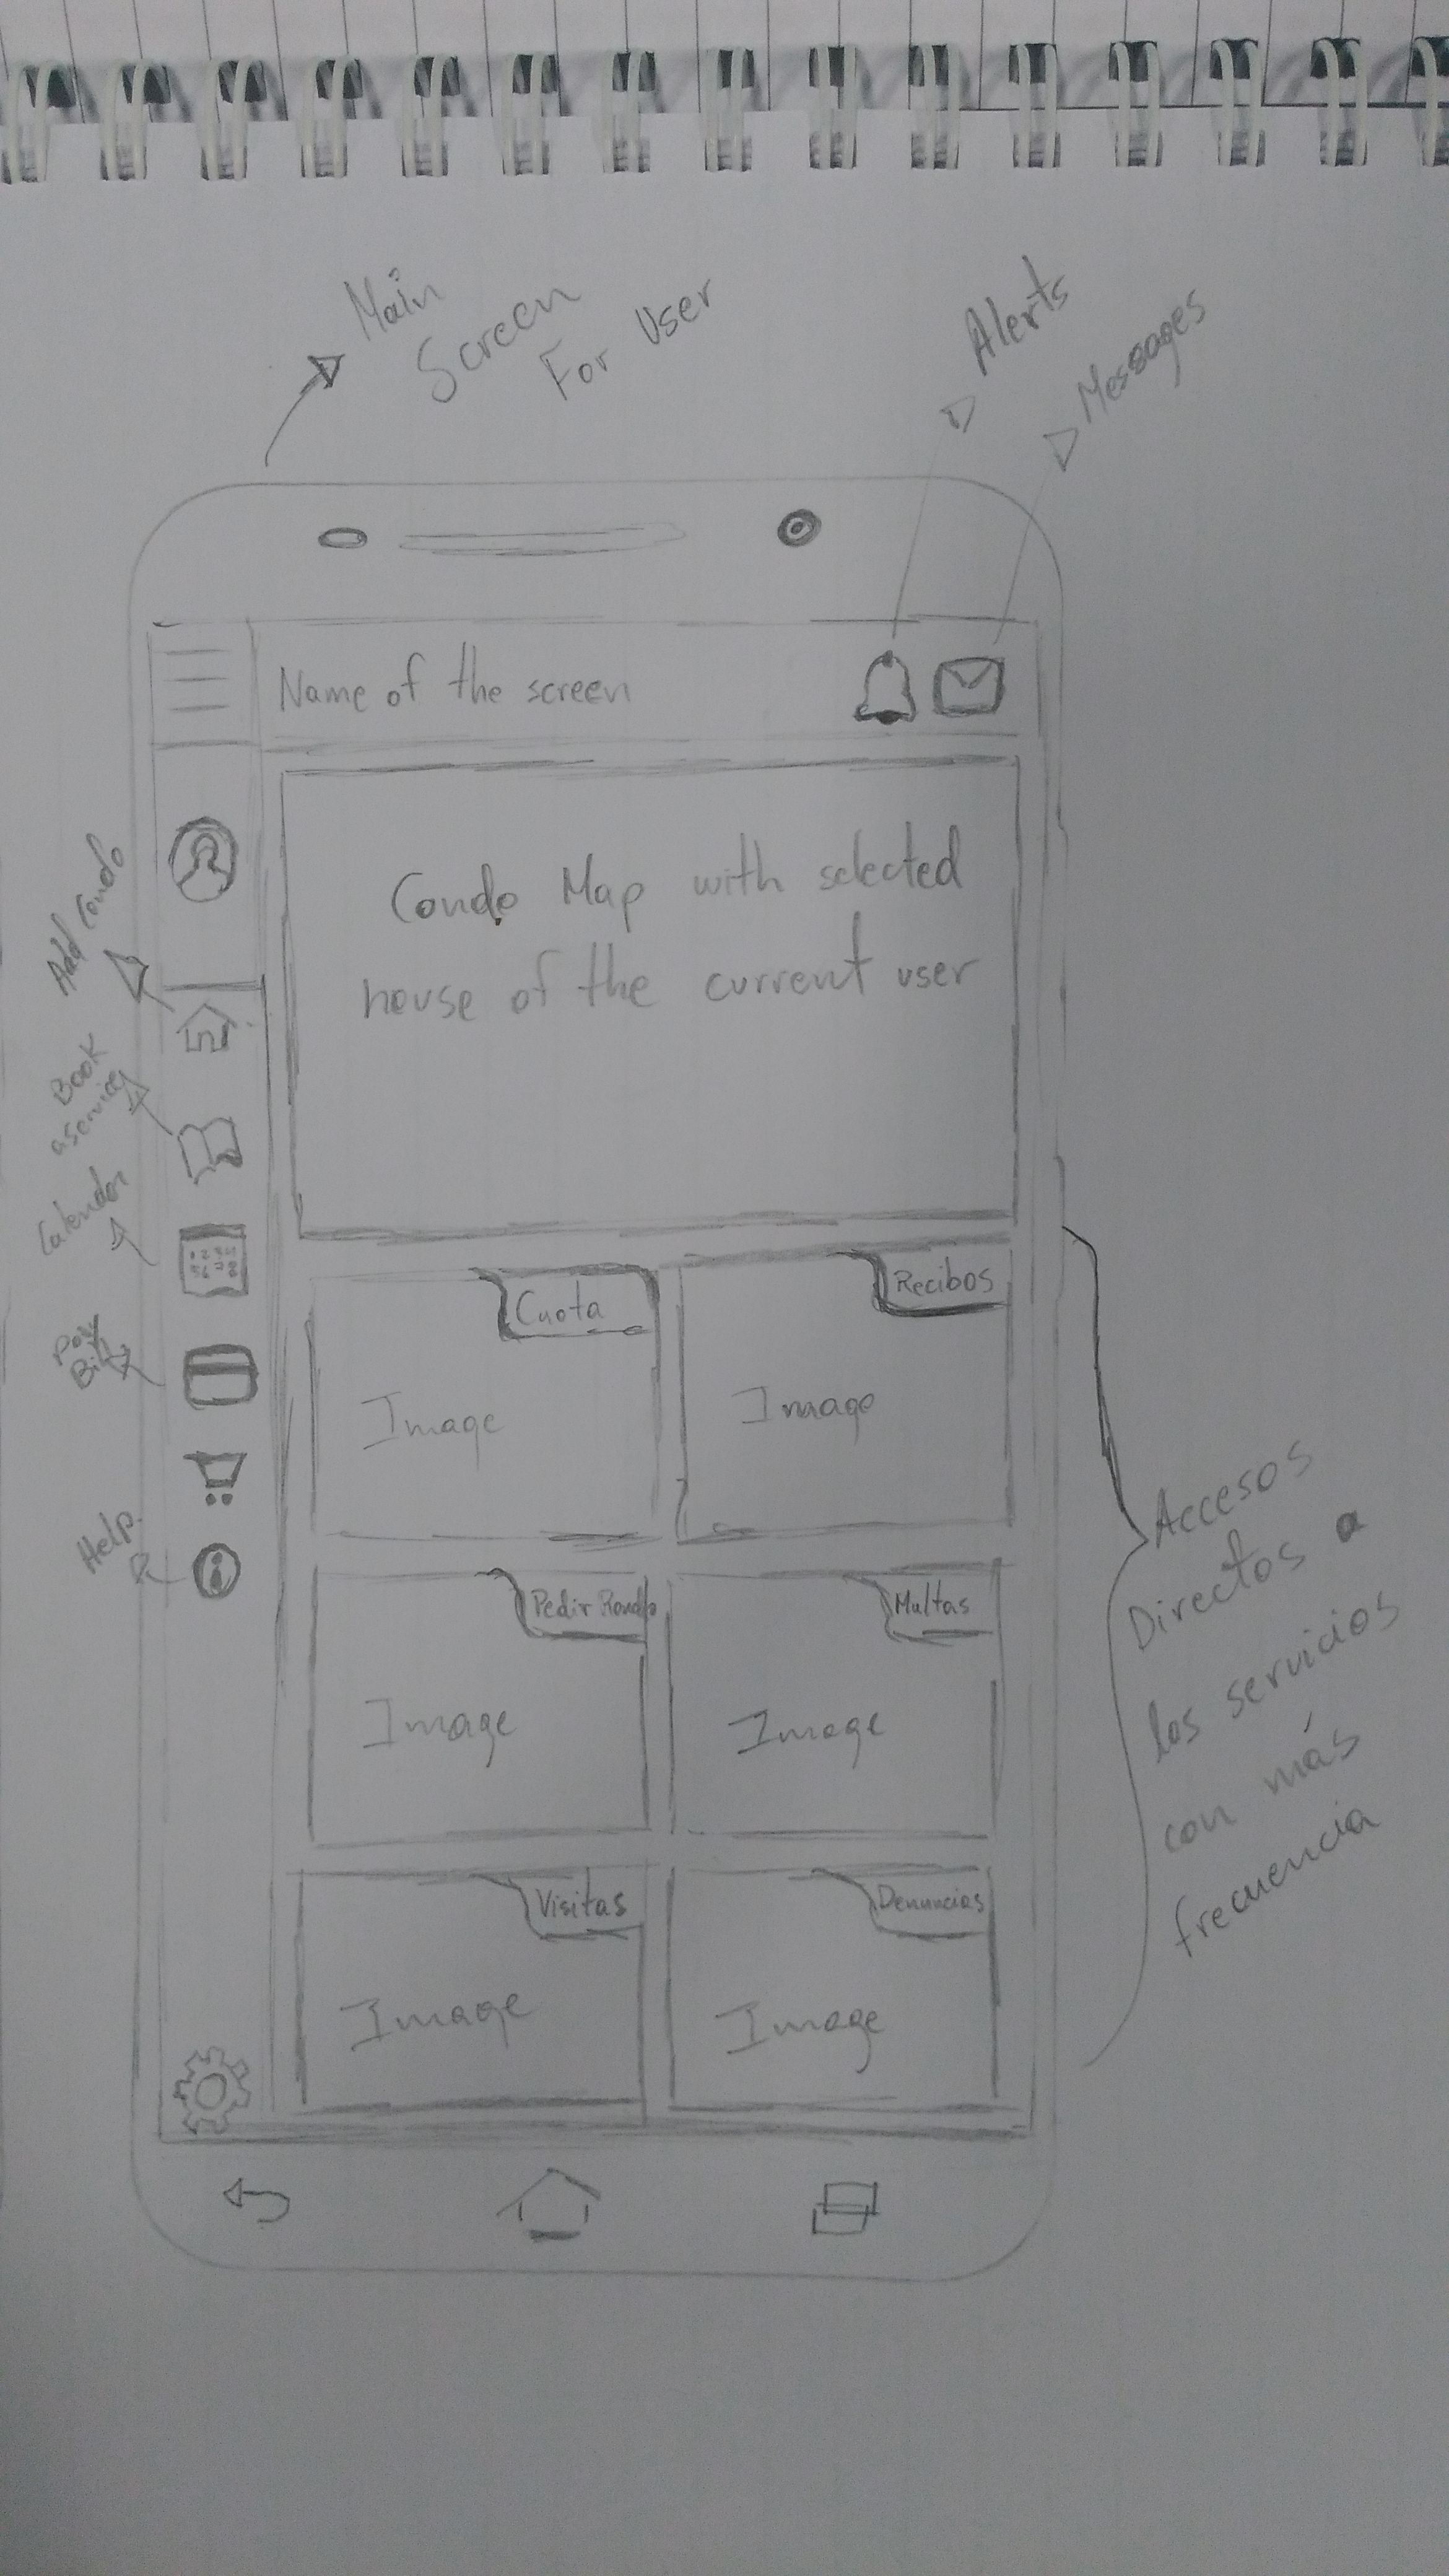 Main
Screen
For User
Alerts
Messages
Name of the screen
Condo Map with selected
house of the current user
Add Condo
Book
a service
Calendar
Pay
Bill
Help
Cuota
Image
Recibos
Image
Pedir Ronda
Image
Multas
Image
Visitas
Image
Denuncias
Image
Accesos
Directos a
los servicios
con más
frecuencia